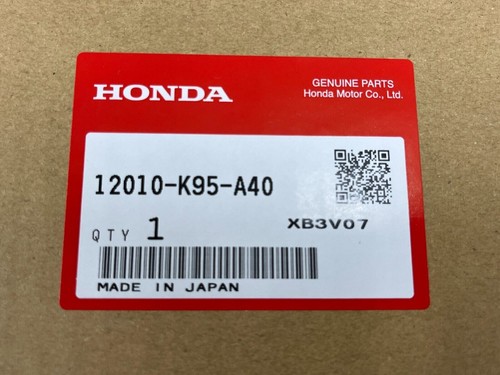 HONDA
GENUINE PARTS
Honda Motor Co., Ltd.
12010-K95-A40
QTY 1
XB3V07
MADE IN JAPAN